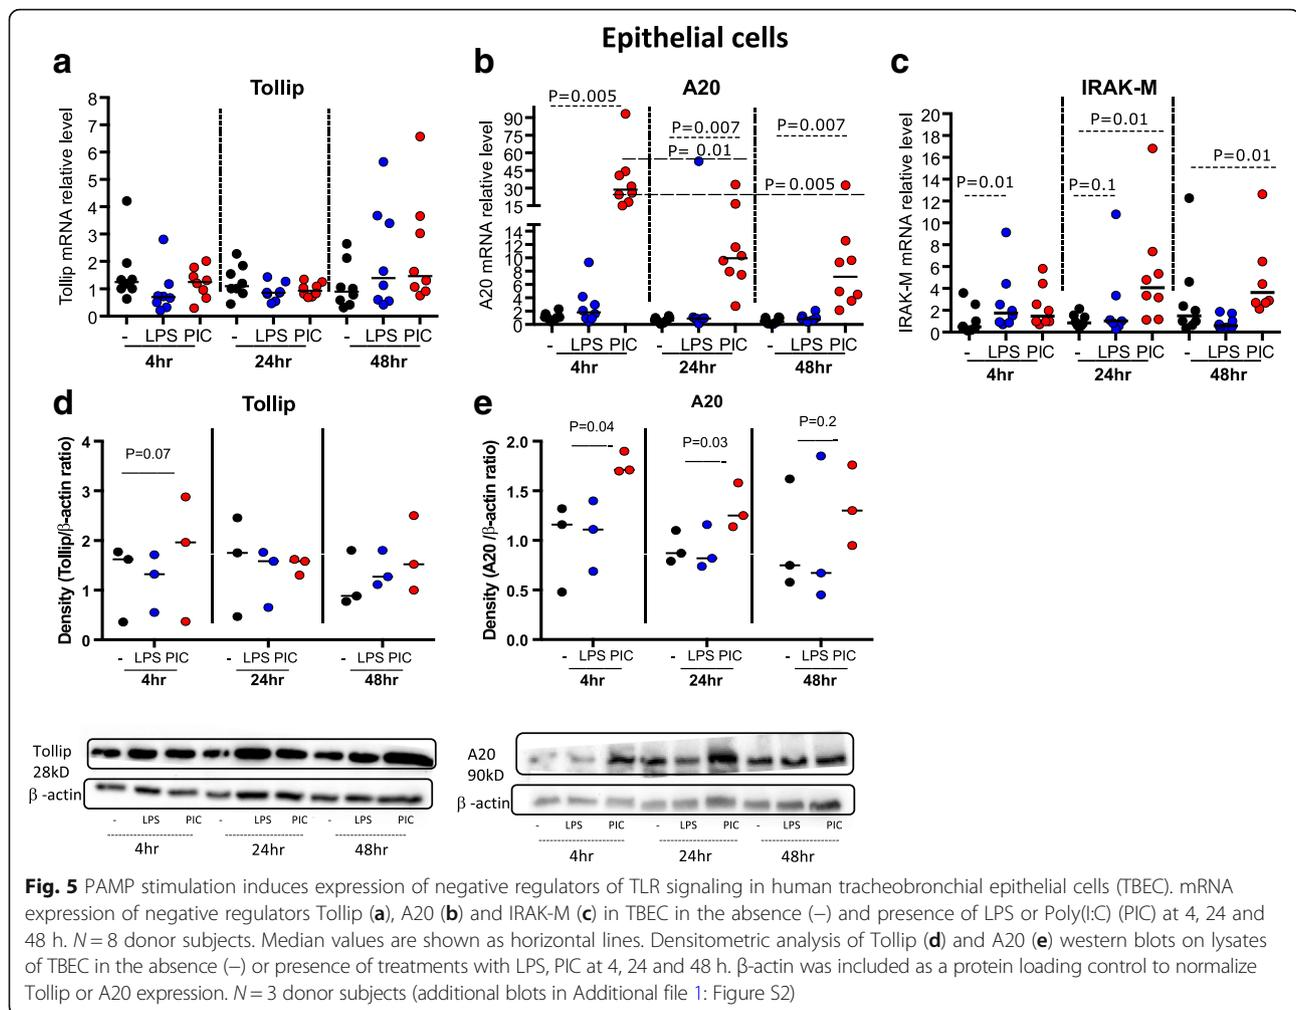 Epithelial cells
a
Tollip
Tollip mRNA relative level
8
7
6
5
4
3
2
1
0
- LPS PIC - LPS PIC - LPS PIC
4hr 24hr 48hr
b
A20
A20 mRNA relative level
90
75
60
45
30
15
14
12
10
8
6
4
2
0
P=0.005
P=0.007
P= 0.01
P=0.007
P=0.005
- LPS PIC - LPS PIC - LPS PIC
4hr 24hr 48hr
c
IRAK-M
IRAK-M mRNA relative level
20
18
16
14
12
10
8
6
4
2
0
P=0.01
P=0.01
P=0.1
P=0.01
- LPS PIC - LPS PIC - LPS PIC
4hr 24hr 48hr
d
Tollip
Density (Tollip/β-actin ratio)
4
3
2
1
0
P=0.07
- LPS PIC - LPS PIC - LPS PIC
4hr 24hr 48hr
e
A20
Density (A20 /β-actin ratio)
2.0
1.5
1.0
0.5
0.0
P=0.04
P=0.03
P=0.2
- LPS PIC - LPS PIC - LPS PIC
4hr 24hr 48hr
Tollip
28kD
β -actin
- LPS PIC - LPS PIC - LPS PIC
4hr 24hr 48hr
A20
90kD
β -actin
- LPS PIC - LPS PIC - LPS PIC
4hr 24hr 48hr
Fig. 5 PAMP stimulation induces expression of negative regulators of TLR signaling in human tracheobronchial epithelial cells (TBEC). mRNA
expression of negative regulators Tollip (a), A20 (b) and IRAK-M (c) in TBEC in the absence (−) and presence of LPS or Poly(I:C) (PIC) at 4, 24 and
48 h. N = 8 donor subjects. Median values are shown as horizontal lines. Densitometric analysis of Tollip (d) and A20 (e) western blots on lysates
of TBEC in the absence (−) or presence of treatments with LPS, PIC at 4, 24 and 48 h. β-actin was included as a protein loading control to normalize
Tollip or A20 expression. N = 3 donor subjects (additional blots in Additional file 1: Figure S2)